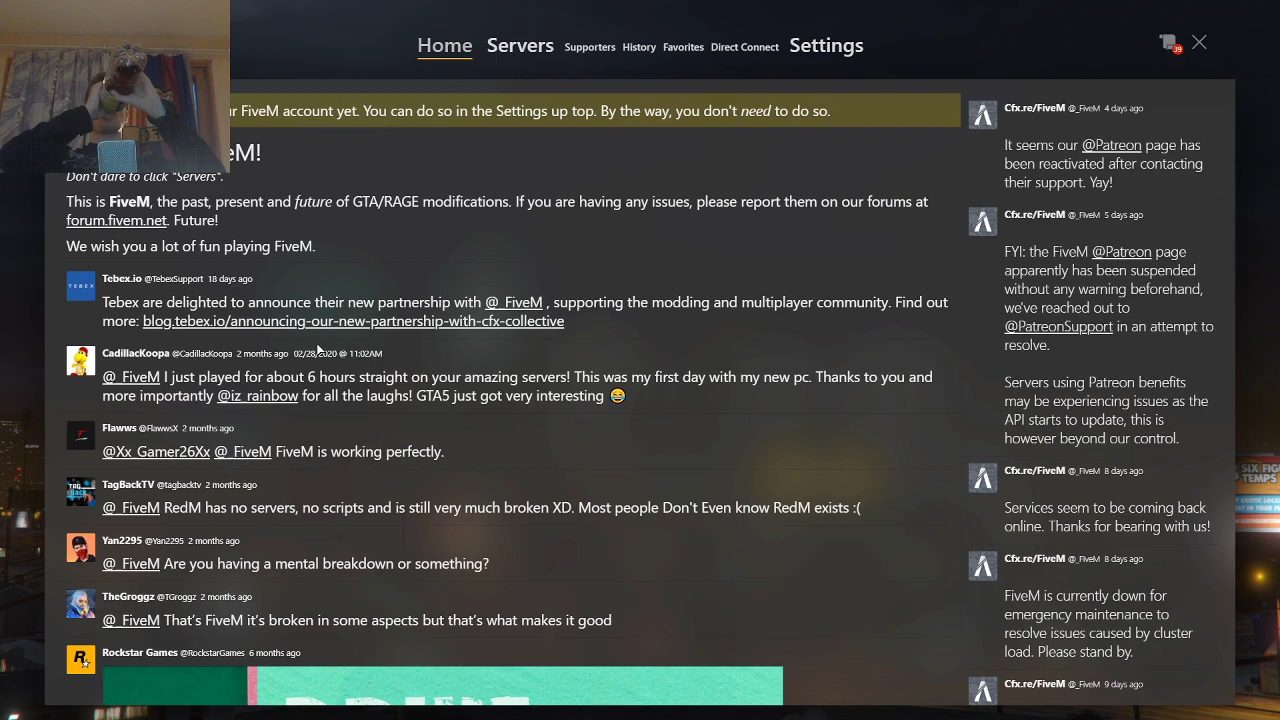 Home Servers Supporters History Favorites Direct Connect Settings
39
r FiveM account yet. You can do so in the Settings up top. By the way, you don't need to do so.
eM!
Don't dare to click "Servers".
This is FiveM, the past, present and future of GTA/RAGE modifications. If you are having any issues, please report them on our forums at
forum.fivem.net. Future!
We wish you a lot of fun playing FiveM.
TEBEX
Tebex.io @TebexSupport 18 days ago
Tebex are delighted to announce their new partnership with @_FiveM , supporting the modding and multiplayer community. Find out
more: blog.tebex.io/announcing-our-new-partnership-with-cfx-collective
CadillacKoopa @CadillacKoopa 2 months ago 02/28/2020 @ 11:02AM
@_FiveM I just played for about 6 hours straight on your amazing servers! This was my first day with my new pc. Thanks to you and
more importantly @iz_rainbow for all the laughs! GTA5 just got very interesting 😂
Flawws @FlawwsX 2 months ago
@Xx_Gamer26Xx @_FiveM FiveM is working perfectly.
TagBackTV @tagbacktv 2 months ago
@_FiveM RedM has no servers, no scripts and is still very much broken XD. Most people Don't Even know RedM exists :(
Yan2295 @Yan2295 2 months ago
@_FiveM Are you having a mental breakdown or something?
TheGroggz @TGroggz 2 months ago
@_FiveM That's FiveM it's broken in some aspects but that's what makes it good
Rockstar Games @RockstarGames 6 months ago
Cfx.re/FiveM @_FiveM 4 days ago
It seems our @Patreon page has
been reactivated after contacting
their support. Yay!
Cfx.re/FiveM @_FiveM 5 days ago
FYI: the FiveM @Patreon page
apparently has been suspended
without any warning beforehand,
we've reached out to
@PatreonSupport in an attempt to
resolve.
Servers using Patreon benefits
may be experiencing issues as the
API starts to update, this is
however beyond our control.
Cfx.re/FiveM @_FiveM 8 days ago
Services seem to be coming back
online. Thanks for bearing with us!
Cfx.re/FiveM @_FiveM 8 days ago
FiveM is currently down for
emergency maintenance to
resolve issues caused by cluster
load. Please stand by.
Cfx.re/FiveM @_FiveM 9 days ago
SIX FIG
TEMPS